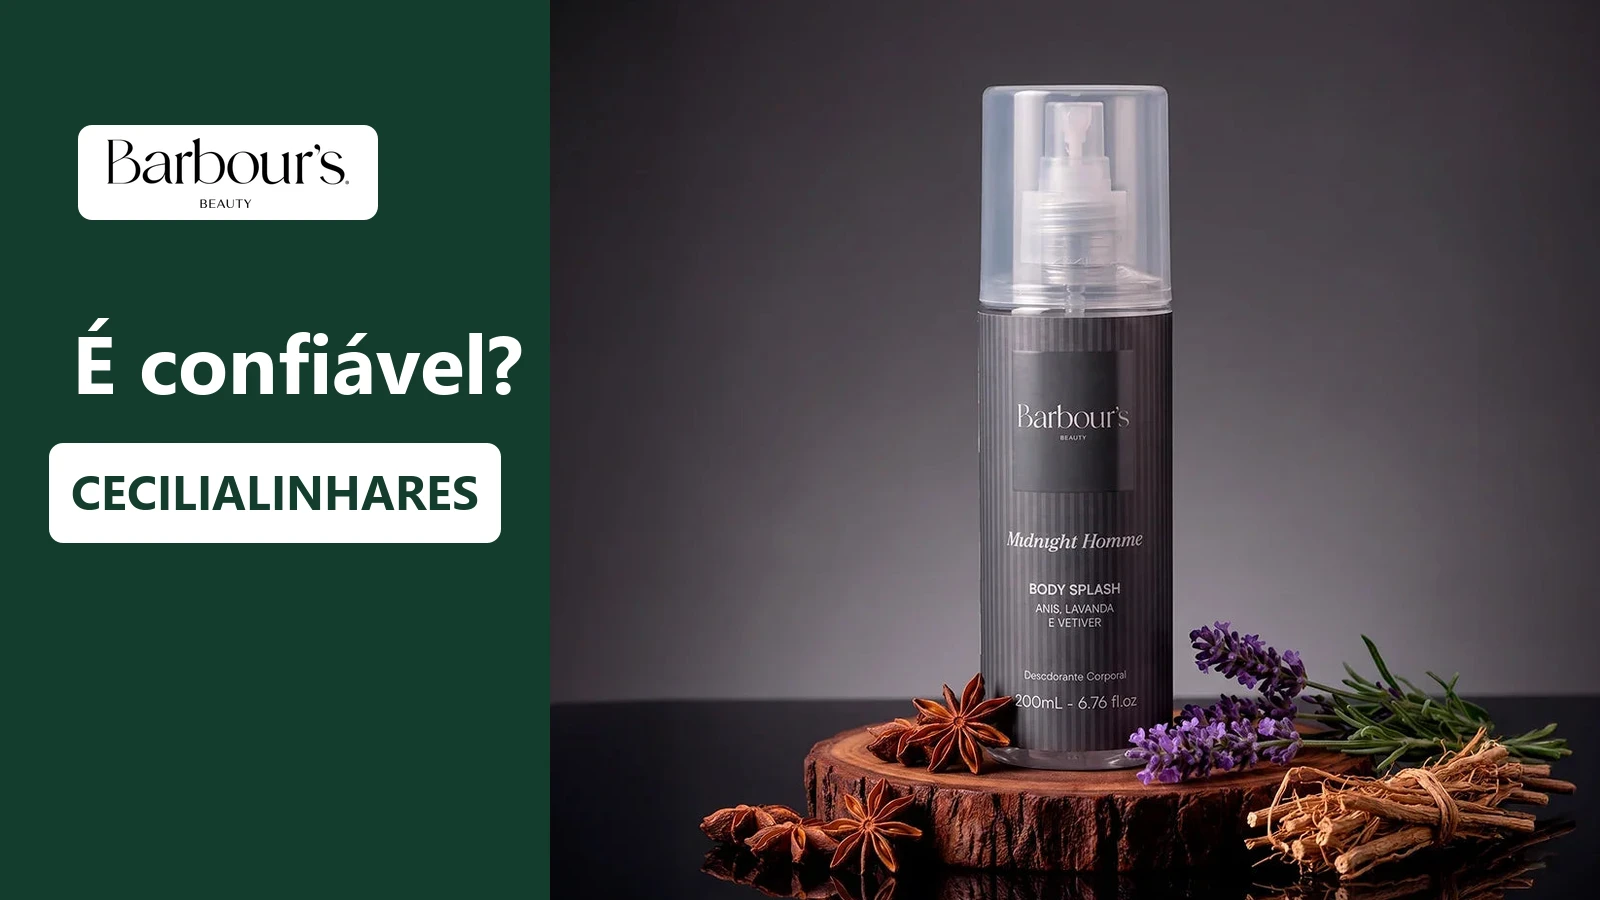 Barbour's
BEAUTY
É confiável?
CECILIALINHARES
Barbour's
BEAUTY
Midnight Homme
BODY SPLASH
ANIS, LAVANDA
E VETIVER
Descdorante Corporal
200mL - 6.76 fl.oz